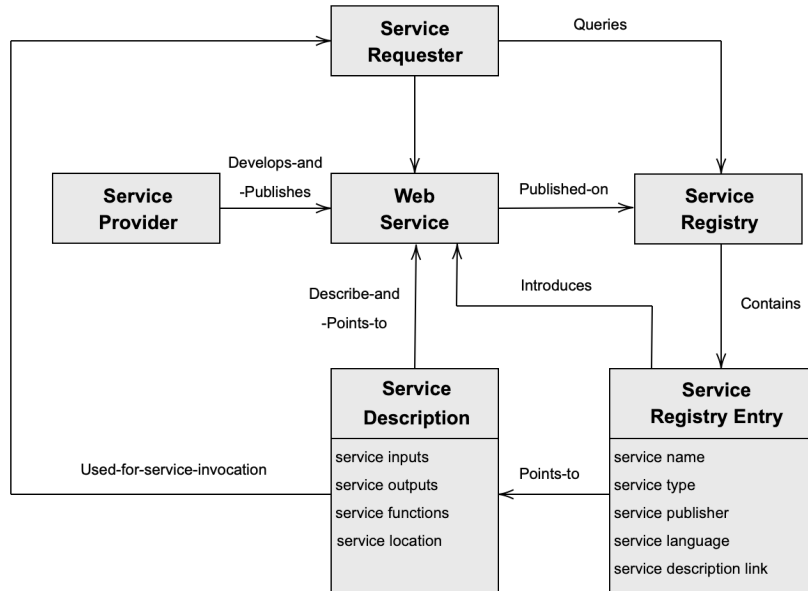 Service
Requester
Queries
Develops-and
-Publishes
Service
Provider
Web
Service
Published-on
Service
Registry
Describe-and
-Points-to
Introduces
Contains
Service
Description
service inputs
service outputs
service functions
service location
Used-for-service-invocation
Points-to
Service
Registry Entry
service name
service type
service publisher
service language
service description link